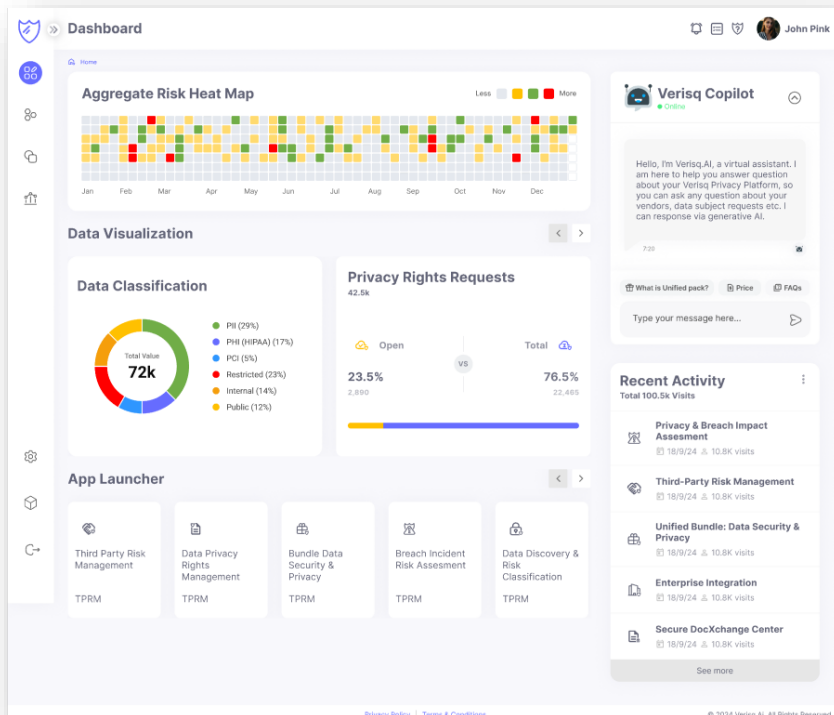 Dashboard
John Pink
Home
Aggregate Risk Heat Map
Less
More
Jan Feb Mar Apr May Jun Jul Aug Sep Oct Nov Dec
Data Visualization
Data Classification
Total Value
72k
PII (29%)
PHI (HIPAA) (17%)
PCI (5%)
Restricted (23%)
Internal (14%)
Public (12%)
Privacy Rights Requests
42.5k
Open
VS
Total
23.5%
76.5%
2,890
22,485
App Launcher
Third Party Risk
Management
TPRM
Data Privacy
Rights
Management
TPRM
Bundle Data
Security &
Privacy
TPRM
Breach Incident
Risk Assesment
TPRM
Data Discovery &
Risk
Classification
TPRM
Verisq Copilot
Online
Hello, I'm Verisq.AI, a virtual assistant. I
am here to help you answer question
about your Verisq Privacy Platform, so
you can ask any question about your
vendors, data subject requests etc. I
can response via generative AI.
7:20
What is Unified pack?
Price
FAQs
Type your message here...
Recent Activity
Total 100.5k Visits
Privacy & Breach Impact
Assesment
18/9/24 10.8K visits
Third-Party Risk Management
18/9/24 10.8K visits
Unified Bundle: Data Security &
Privacy
18/9/24 10.8K visits
Enterprise Integration
18/9/24 10.8K visits
Secure DocXchange Center
18/9/24 10.8K visits
See more
Privacy Policy | Terms & Conditions
© 2024 Verisq AI. All Rights Reserved